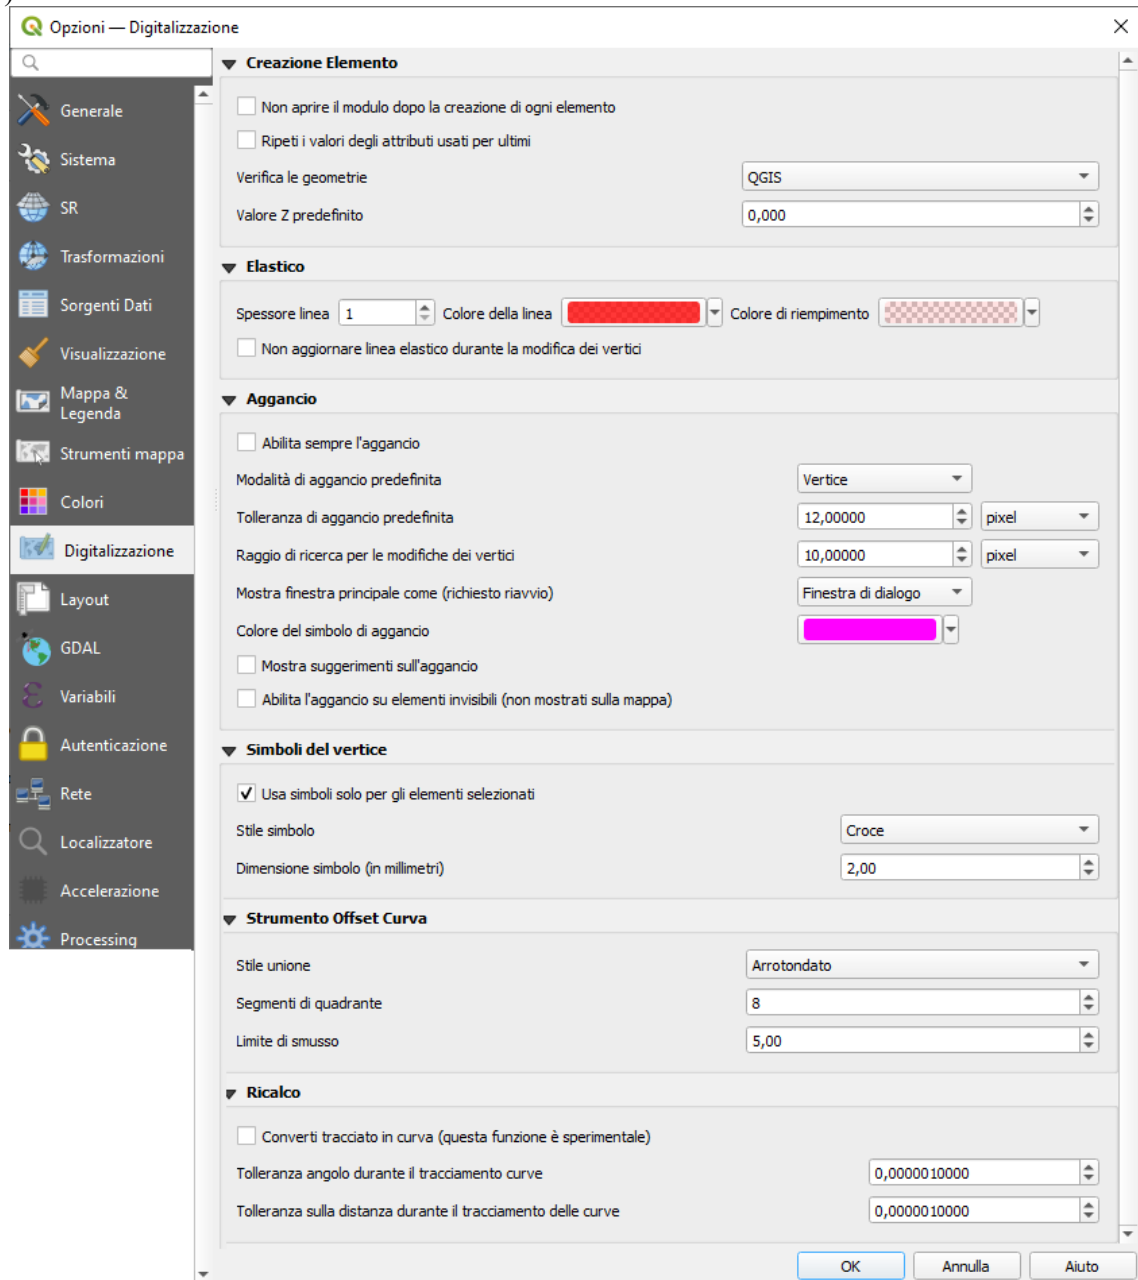 Opzioni — Digitalizzazione
Generale
Sistema
SR
Trasformazioni
Sorgenti Dati
Visualizzazione
Mappa &
Legenda
Strumenti mappa
Colori
Digitalizzazione
Layout
GDAL
Variabili
Autenticazione
Rete
Localizzatore
Accelerazione
Processing
Creazione Elemento
Non aprire il modulo dopo la creazione di ogni elemento
Ripeti i valori degli attributi usati per ultimi
Verifica le geometrie QGIS
Valore Z predefinito 0,000
Elastico
Spessore linea 1 Colore della linea Colore di riempimento
Non aggiornare linea elastico durante la modifica dei vertici
Aggancio
Abilita sempre l'aggancio
Modalità di aggancio predefinita Vertice
Tolleranza di aggancio predefinita 12,00000 pixel
Raggio di ricerca per le modifiche dei vertici 10,00000 pixel
Mostra finestra principale come (richiesto riavvio) Finestra di dialogo
Colore del simbolo di aggancio
Mostra suggerimenti sull'aggancio
Abilita l'aggancio su elementi invisibili (non mostrati sulla mappa)
Simboli del vertice
Usa simboli solo per gli elementi selezionati
Stile simbolo Croce
Dimensione simbolo (in millimetri) 2,00
Strumento Offset Curva
Stile unione Arrotondato
Segmenti di quadrante 8
Limite di smusso 5,00
Ricalco
Converti tracciato in curva (questa funzione è sperimentale)
Tolleranza angolo durante il tracciamento curve 0,0000010000
Tolleranza sulla distanza durante il tracciamento delle curve 0,0000010000
OK Annulla Aiuto